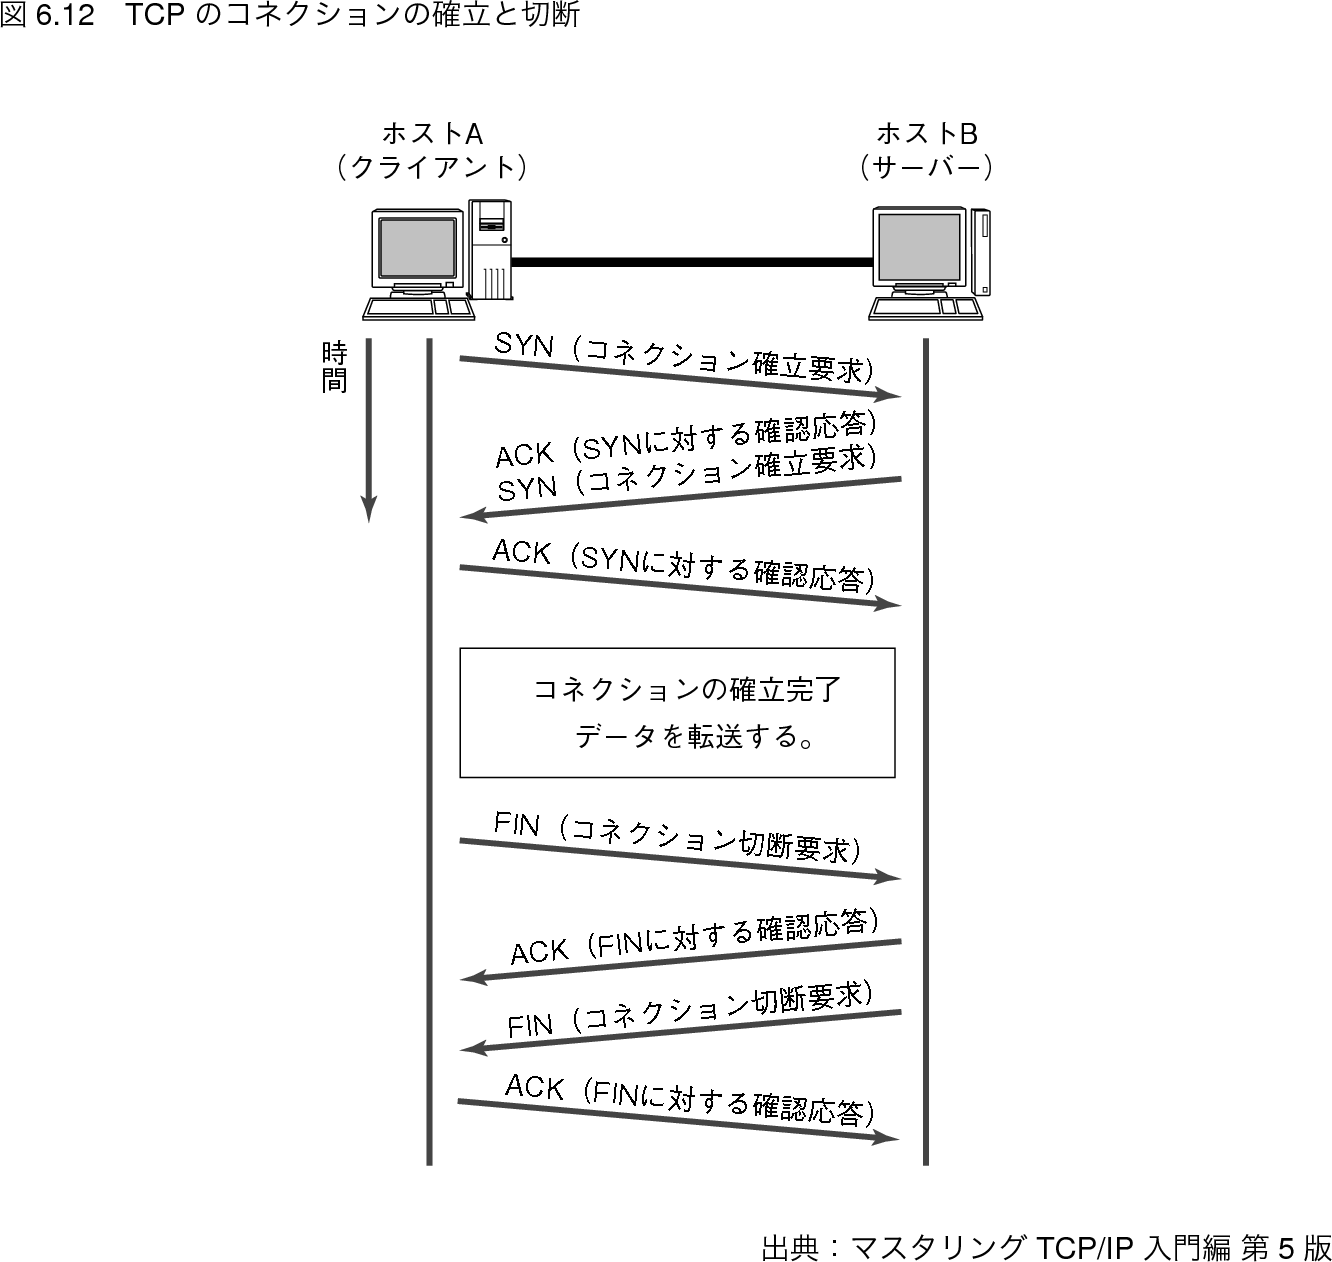 図 6.12　TCP のコネクションの確立と切断
ホストA
（クライアント）
ホストB
（サーバー）
時間
SYN（コネクション確立要求）
ACK（SYNに対する確認応答）
SYN（コネクション確立要求）
ACK（SYNに対する確認応答）
コネクションの確立完了
データを転送する。
FIN（コネクション切断要求）
ACK（FINに対する確認応答）
FIN（コネクション切断要求）
ACK（FINに対する確認応答）
出典：マスタリング TCP/IP 入門編 第 5 版